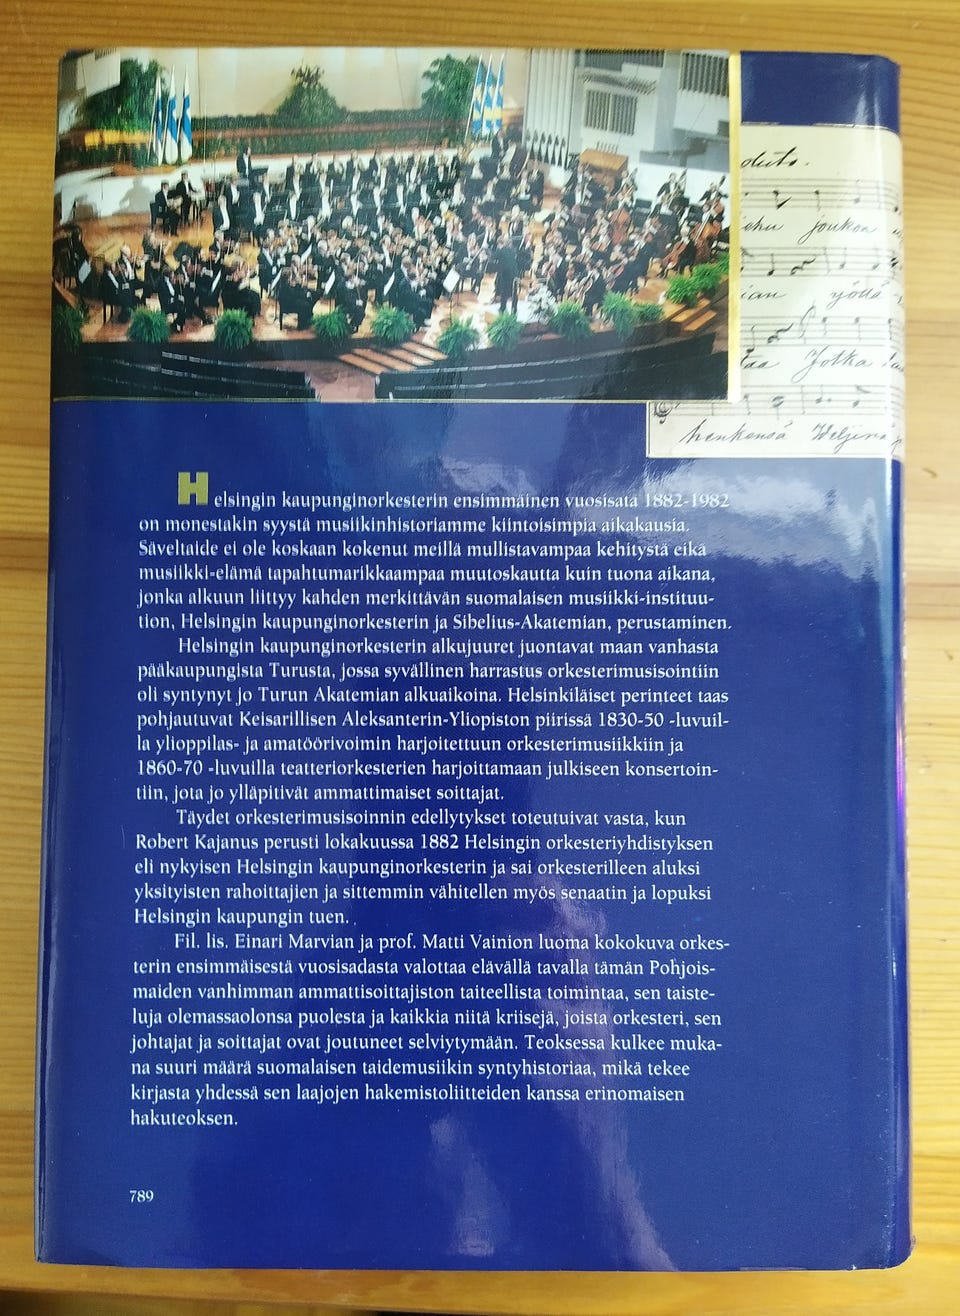 duto.
ehu joukon
ian yöllä
taa Jotka
henkensä Weljinsa
Helsingin kaupunginorkesterin ensimmäinen vuosisata 1882-1982
on monestakin syystä musiikinhistoriamme kiintoisimpia aikakausia.
Säveltaide ei ole koskaan kokenut meillä mullistavampaa kehitystä eikä
musiikki-elämä tapahtumarikkaampaa muutoskautta kuin tuona aikana,
jonka alkuun liittyy kahden merkittävän suomalaisen musiikki-instituu-
tion, Helsingin kaupunginorkesterin ja Sibelius-Akatemian, perustaminen.
Helsingin kaupunginorkesterin alkujuuret juontavat maan vanhasta
pääkaupungista Turusta, jossa syvällinen harrastus orkesterimusisointiin
oli syntynyt jo Turun Akatemian alkuaikoina. Helsinkiläiset perinteet taas
pohjautuvat Keisarillisen Aleksanterin-Yliopiston piirissä 1830-50 -luvuil-
la ylioppilas- ja amatöörivoimin harjoitettuun orkesterimusiikkiin ja
1860-70 -luvuilla teatteriorkesterien harjoittamaan julkiseen konsertoin-
tiin, jota jo ylläpitivät ammattimaiset soittajat.
Täydet orkesterimusisoinnin edellytykset toteutuivat vasta, kun
Robert Kajanus perusti lokakuussa 1882 Helsingin orkesteriyhdistyksen
eli nykyisen Helsingin kaupunginorkesterin ja sai orkesterilleen aluksi
yksityisten rahoittajien ja sittemmin vähitellen myös senaatin ja lopuksi
Helsingin kaupungin tuen.
Fil. lis. Einari Marvian ja prof. Matti Vainion luoma kokokuva orkes-
terin ensimmäisestä vuosisadasta valottaa elävällä tavalla tämän Pohjois-
maiden vanhimman ammattisoittajiston taiteellista toimintaa, sen taiste-
luja olemassaolonsa puolesta ja kaikkia niitä kriisejä, joista orkesteri, sen
johtajat ja soittajat ovat joutuneet selviytymään. Teoksessa kulkee muka-
na suuri määrä suomalaisen taidemusiikin syntyhistoriaa, mikä tekee
kirjasta yhdessä sen laajojen hakemistoliitteiden kanssa erinomaisen
hakuteoksen.
789